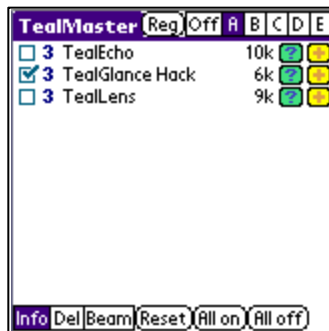 TealMaster Reg Off A B C D E
3 TealEcho 10k ? +
3 TealGlance Hack 6k ? +
3 TealLens 9k ? +
Info Del Beam Reset All on All off